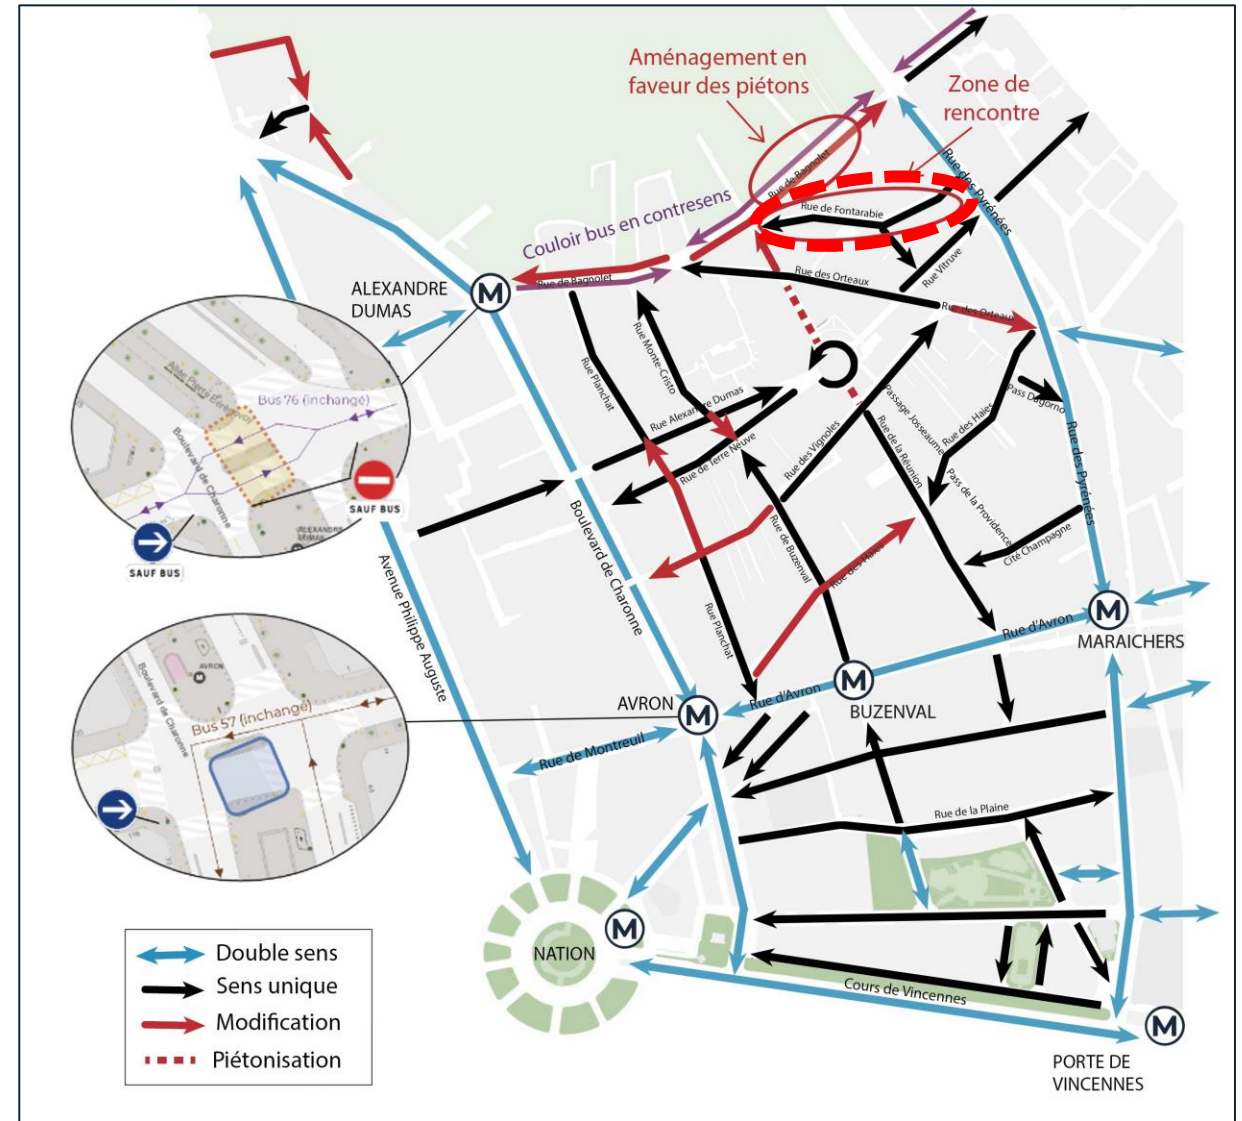 Aménagement en
faveur des piétons
Zone de
rencontre
Rue de Bagnolet
Rue des Pyrénées
Rue de Fontarabie
Couloir bus en contresens
Rue Vitruve
Rue de Bagnolet
Rue des Orteaux
Rue des Orteaux
ALEXANDRE
DUMAS
M
Rue Monte-Cristo
Rue Planchat
Rue Alexandre Dumas
Rue de Terre Neuve
Rue des Vignoles
Passage Josseaume
Rue de la Réunion
Rue des Haies
Pass Dagorno
Rue des Pyrénées
Pass de la Providence
Cité Champagne
Bus 76 (inchangé)
Boulevard de Charonne
ALEXANDRE
DUMAS
SAUF BUS
SAUF BUS
Avenue Philippe Auguste
Boulevard de Charonne
Rue de Buzenval
Rue des Haies
Rue Planchat
Rue d'Avron
M
MARAICHERS
Rue d'Avron
M
BUZENVAL
AVRON
M
Rue de Montreuil
Boulevard de Charonne
AVRON
Bus 57 (inchangé)
Rue de la Plaine
M
NATION
Cours de Vincennes
M
PORTE DE
VINCENNES
Double sens
Sens unique
Modification
Piétonisation